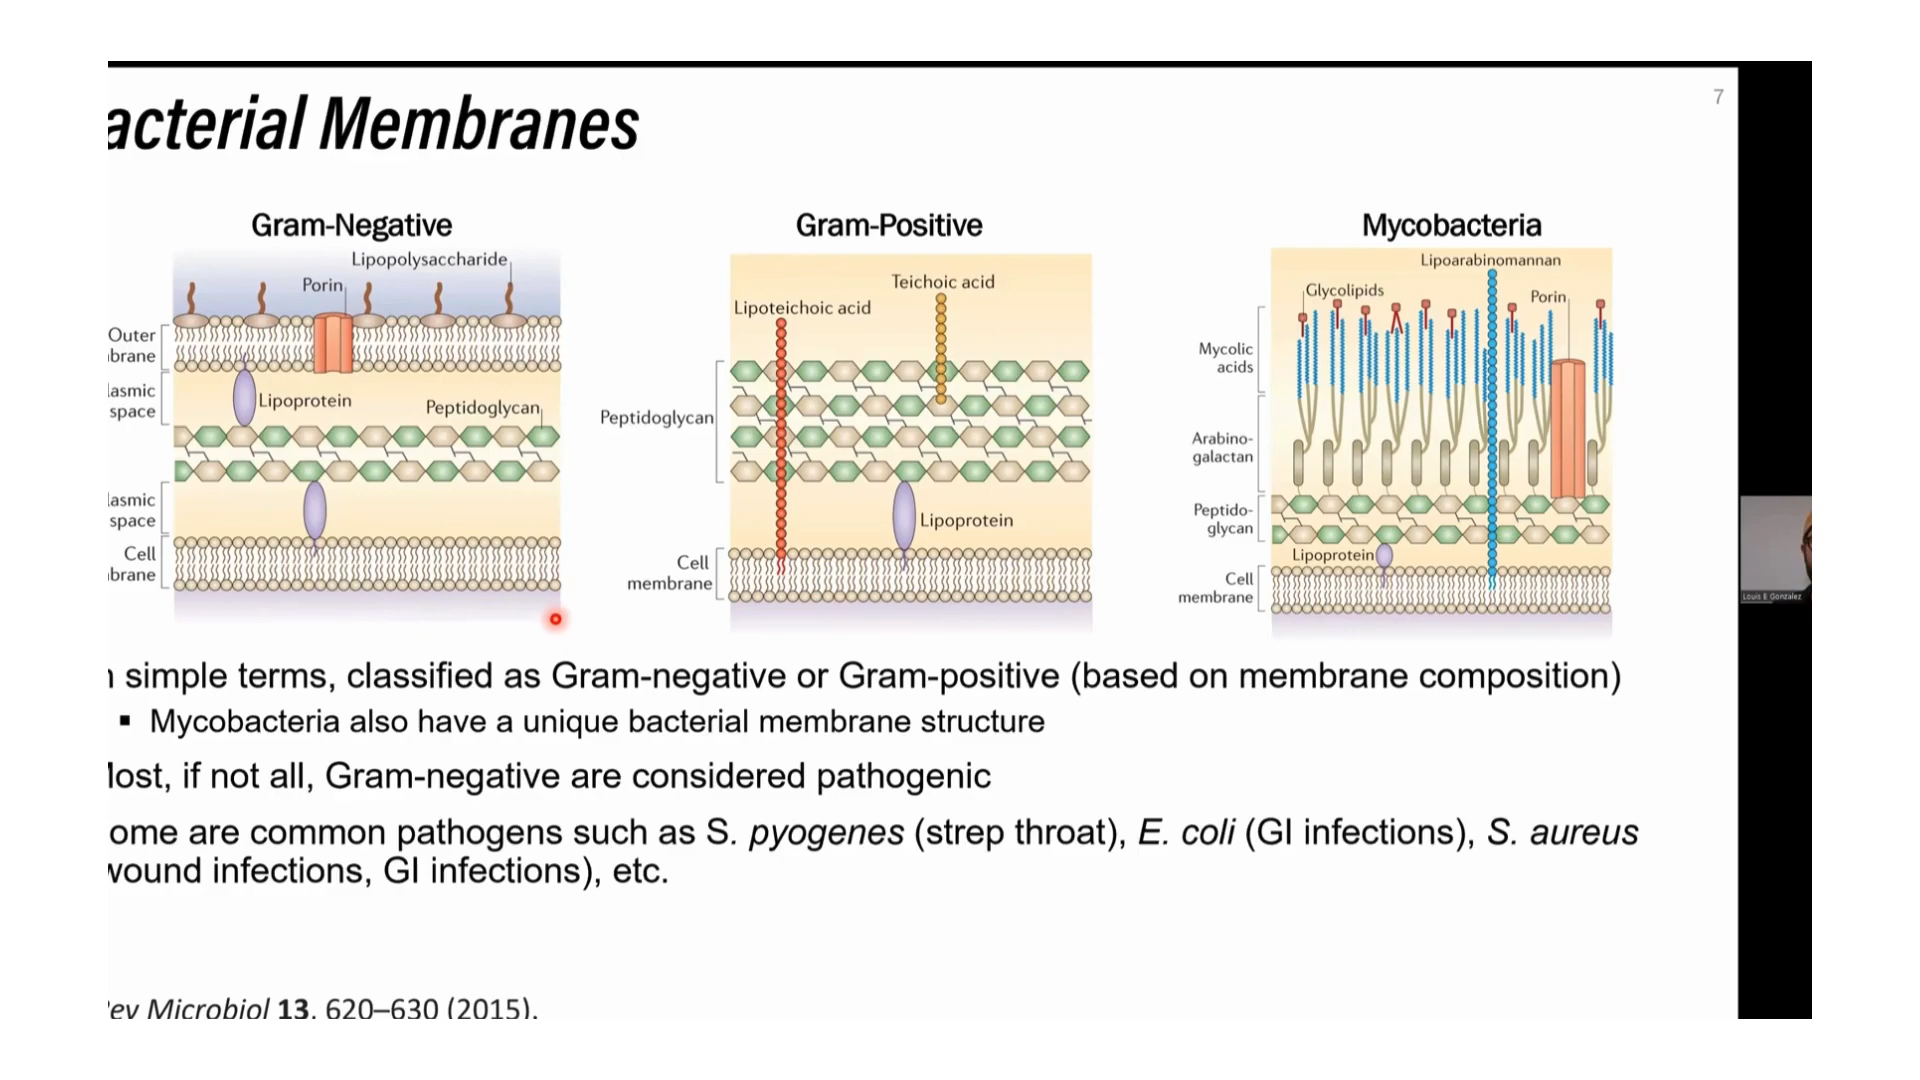 7
acterial Membranes
Gram-Negative
Lipopolysaccharide
Porin
Outer
brane
lasmic
space
Lipoprotein
Peptidoglycan
lasmic
space
Cell
brane
Gram-Positive
Teichoic acid
Lipoteichoic acid
Peptidoglycan
Lipoprotein
Cell
membrane
Mycobacteria
Lipoarabinomannan
Glycolipids
Porin
Mycolic
acids
Arabino-
galactan
Peptido-
glycan
Lipoprotein
Cell
membrane
Louis E Gonzalez
simple terms, classified as Gram-negative or Gram-positive (based on membrane composition)
▪ Mycobacteria also have a unique bacterial membrane structure
ost, if not all, Gram-negative are considered pathogenic
ome are common pathogens such as S. pyogenes (strep throat), E. coli (GI infections), S. aureus
wound infections, GI infections), etc.
ev Microbiol 13, 620–630 (2015).